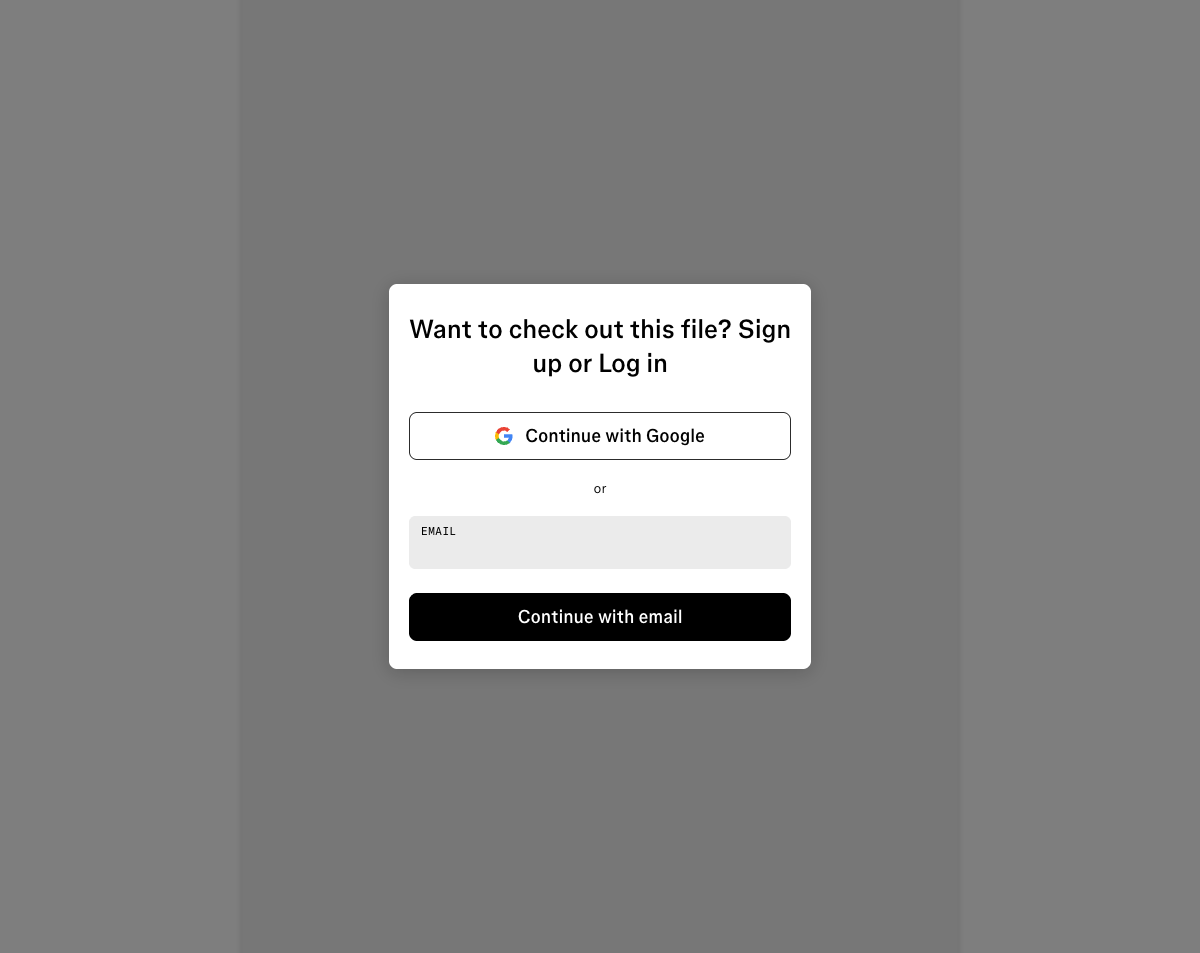 Want to check out this file? Sign
up or Log in
Continue with Google
or
EMAIL
Continue with email